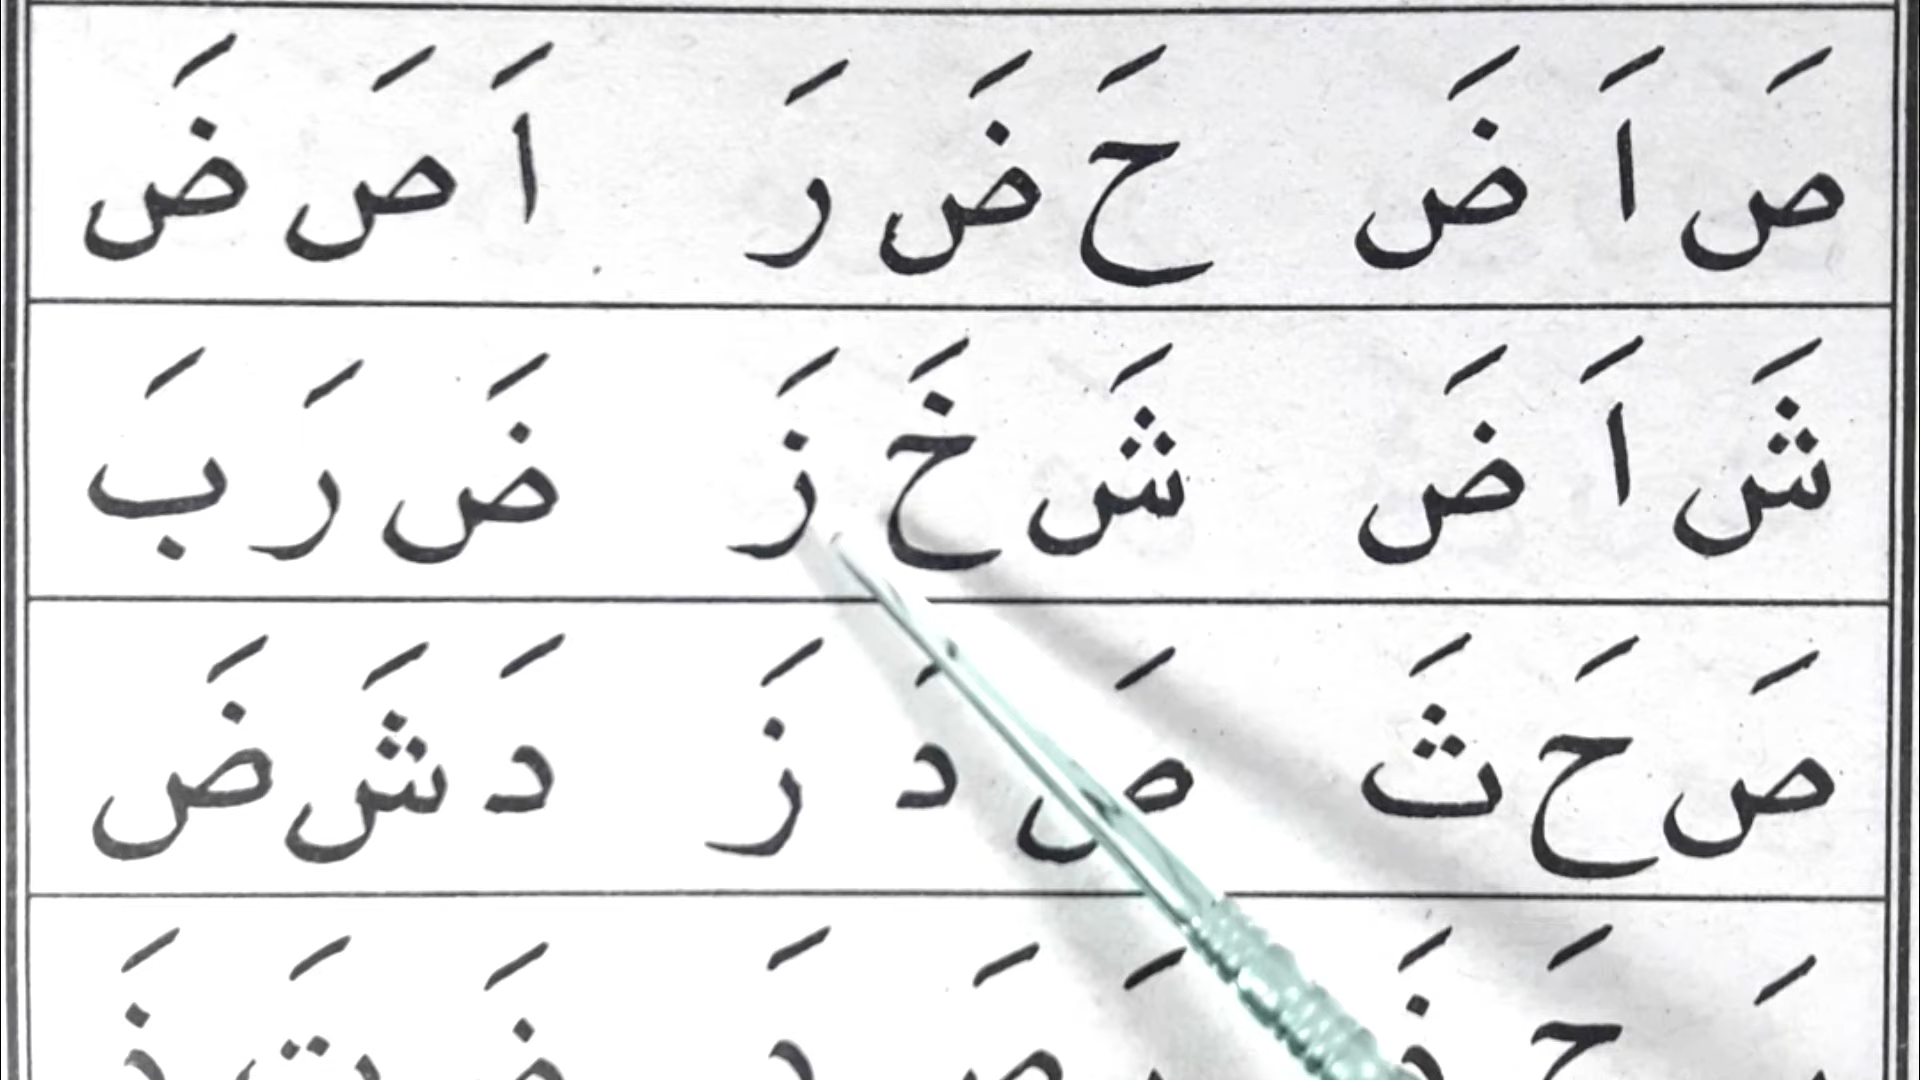 صَ اَ ضَ حَ ضَ رَ اَ صَ ضَ
شَ اَ ضَ شَ خَ زَ ضَ رَ بَ
صَ حَ ثَ صَ دَ زَ دَ شَ ضَ